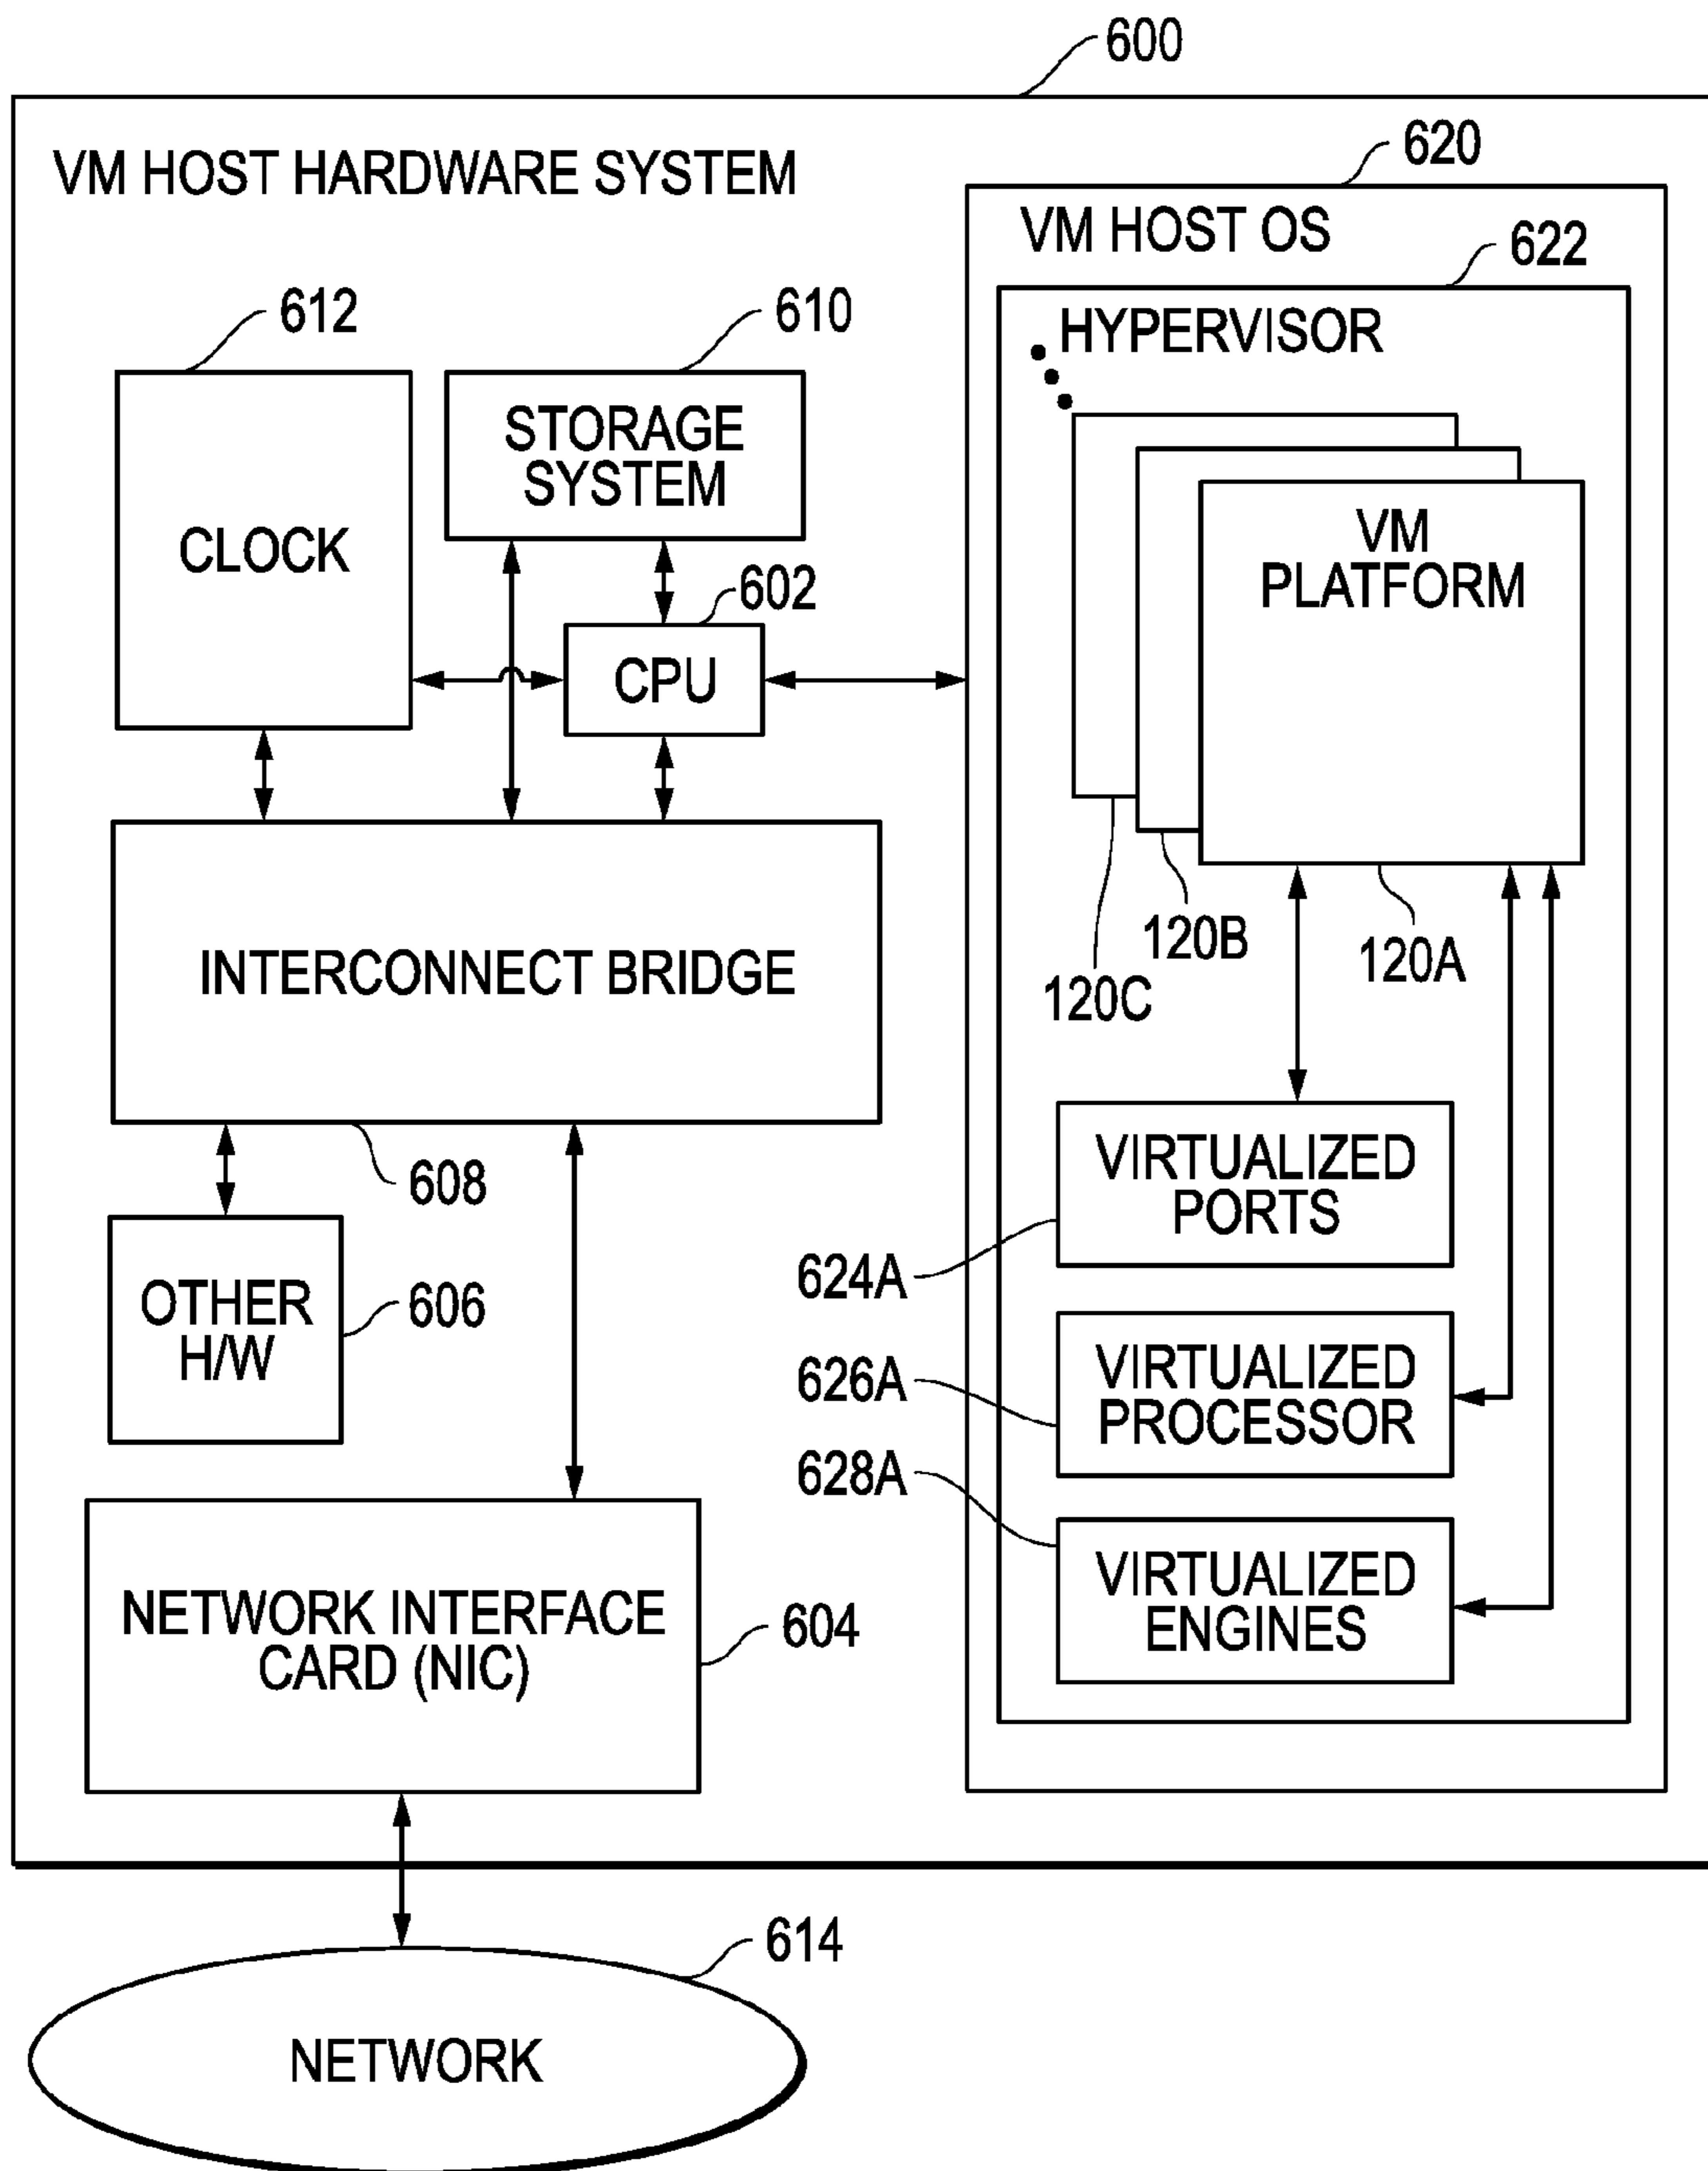 600
VM HOST HARDWARE SYSTEM
620
VM HOST OS
622
HYPERVISOR
612
610
CLOCK
STORAGE
SYSTEM
602
CPU
VM
PLATFORM
120C
120B
120A
INTERCONNECT BRIDGE
608
OTHER
H/W
606
VIRTUALIZED
PORTS
624A
VIRTUALIZED
PROCESSOR
626A
VIRTUALIZED
ENGINES
628A
NETWORK INTERFACE
CARD (NIC)
604
614
NETWORK